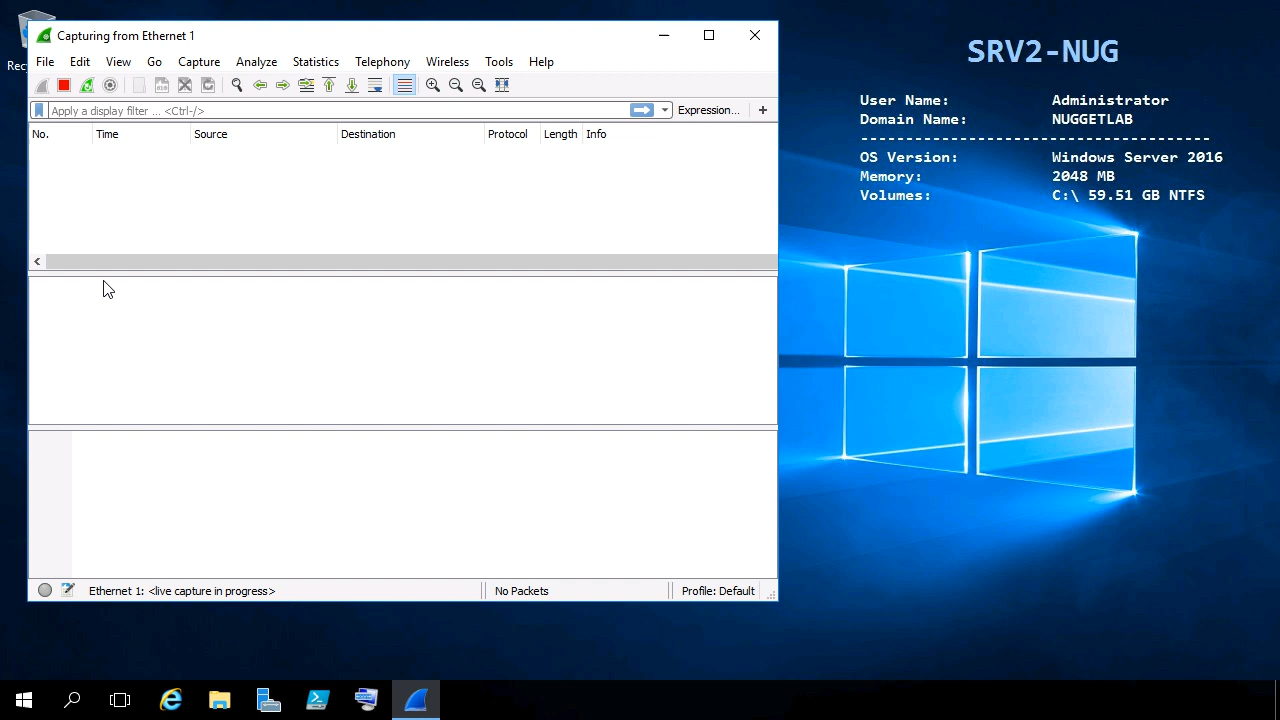 Recy
Capturing from Ethernet 1
File Edit View Go Capture Analyze Statistics Telephony Wireless Tools Help
Apply a display filter ... <Ctrl-/> Expression... +
No. Time Source Destination Protocol Length Info
Ethernet 1: <live capture in progress> No Packets Profile: Default
SRV2-NUG
User Name: Administrator
Domain Name: NUGGETLAB
---------------------------------------
OS Version: Windows Server 2016
Memory: 2048 MB
Volumes: C:\ 59.51 GB NTFS